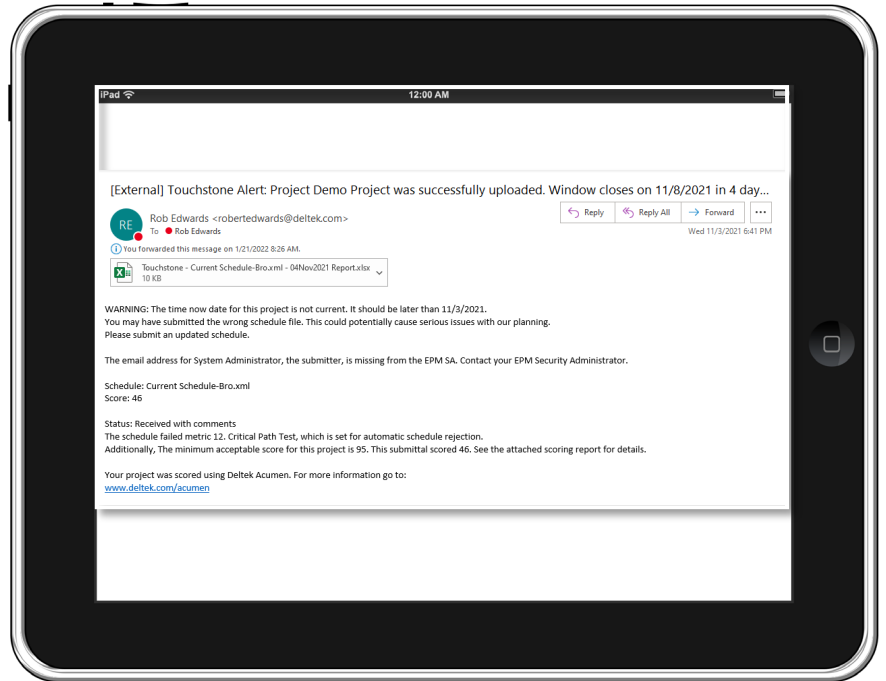 iPad 12:00 AM
[External] Touchstone Alert: Project Demo Project was successfully uploaded. Window closes on 11/8/2021 in 4 day...
RE
Rob Edwards <robertedwards@deltek.com>
To Rob Edwards
Reply Reply All Forward ...
Wed 11/3/2021 6:41 PM
You forwarded this message on 1/21/2022 8:26 AM.
Touchstone - Current Schedule-Bro.xml - 04Nov2021 Report.xlsx
10 KB
WARNING: The time now date for this project is not current. It should be later than 11/3/2021.
You may have submitted the wrong schedule file. This could potentially cause serious issues with our planning.
Please submit an updated schedule.
The email address for System Administrator, the submitter, is missing from the EPM SA. Contact your EPM Security Administrator.
Schedule: Current Schedule-Bro.xml
Score: 46
Status: Received with comments
The schedule failed metric 12. Critical Path Test, which is set for automatic schedule rejection.
Additionally, The minimum acceptable score for this project is 95. This submittal scored 46. See the attached scoring report for details.
Your project was scored using Deltek Acumen. For more information go to:
www.deltek.com/acumen